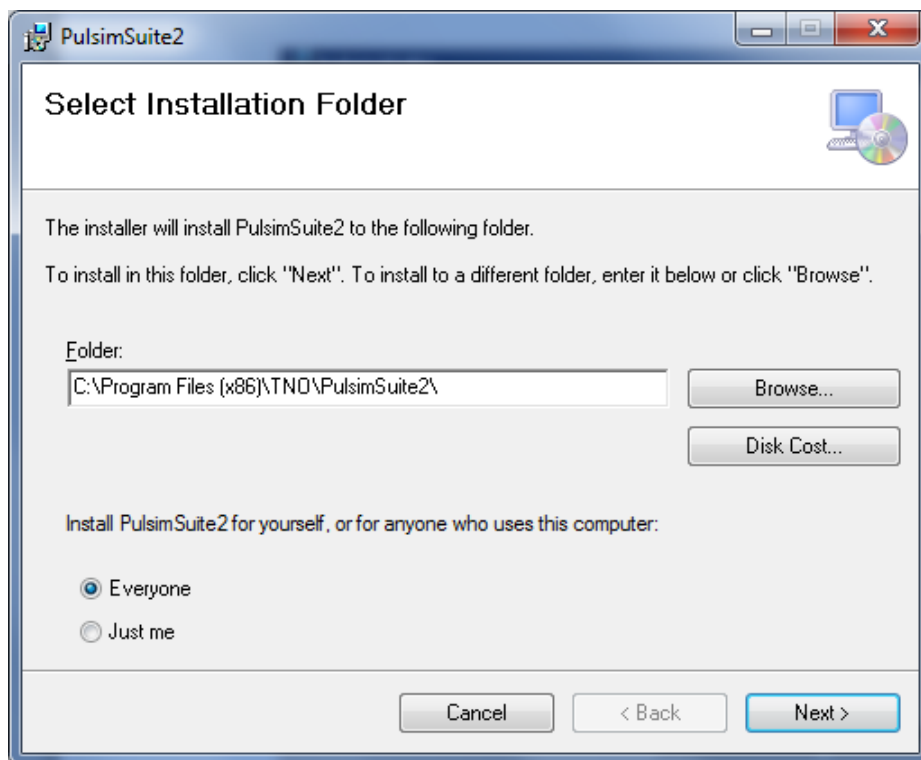 PulsimSuite2
Select Installation Folder
The installer will install PulsimSuite2 to the following folder.
To install in this folder, click "Next". To install to a different folder, enter it below or click "Browse".
Folder:
C:\Program Files (x86)\TNO\PulsimSuite2\
Browse...
Disk Cost...
Install PulsimSuite2 for yourself, or for anyone who uses this computer:
Everyone
Just me
Cancel
< Back
Next >